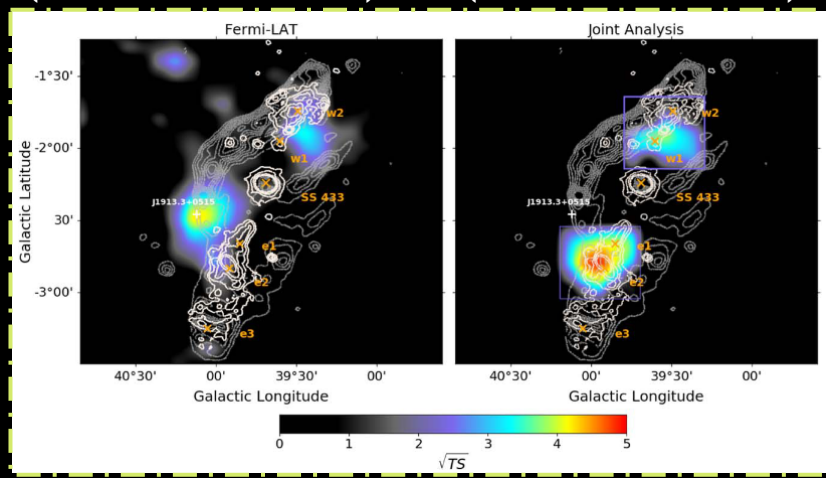 Fermi-LAT
Joint Analysis
Galactic Latitude
-1°30'
-2°00'
30'
-3°00'
w2
w1
SS 433
J1913.3+0515
e1
e2
e3
w2
w1
SS 433
J1913.3+0515
e1
e2
e3
40°30' 00' 39°30' 00'
40°30' 00' 39°30' 00'
Galactic Longitude
Galactic Longitude
0 1 2 3 4 5
√TS